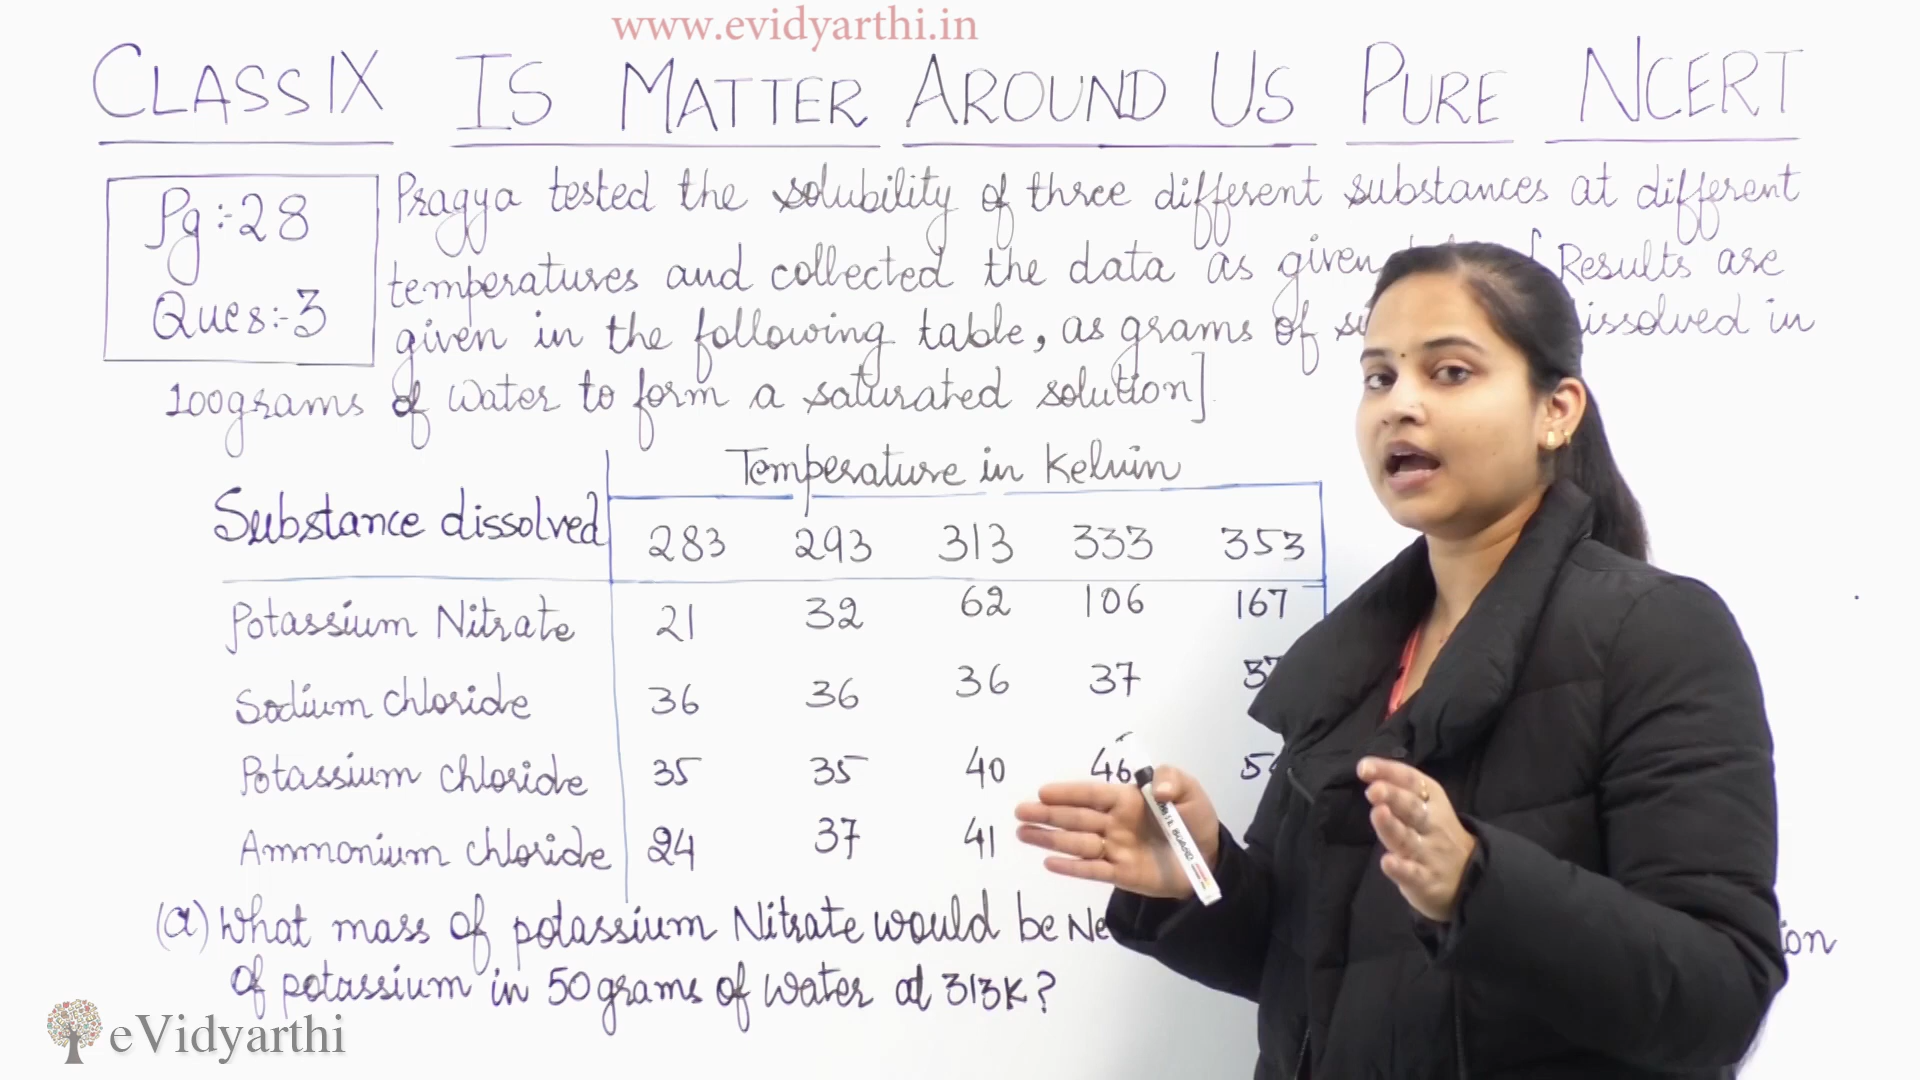 www.evidyarthi.in
CLASS IX IS MATTER AROUND US PURE NCERT
Pg:-28
Ques:-3
Pragya tested the solubility of three different substances at different
temperatures and collected the data as given [Results are
given in the following table, as grams of issolved in
100grams of water to form a saturated solution]
Temperature in Kelvin
Substance dissolved 283 293 313 333 353
Potassium Nitrate 21 32 62 106 167
Sodium chloride 36 36 36 37
Potassium chloride 35 35 40 46
Ammonium chloride 24 37 41
(a) What mass of potassium Nitrate would be Ne ion
of potassium in 50 grams of water at 313K?
eVidyarthi